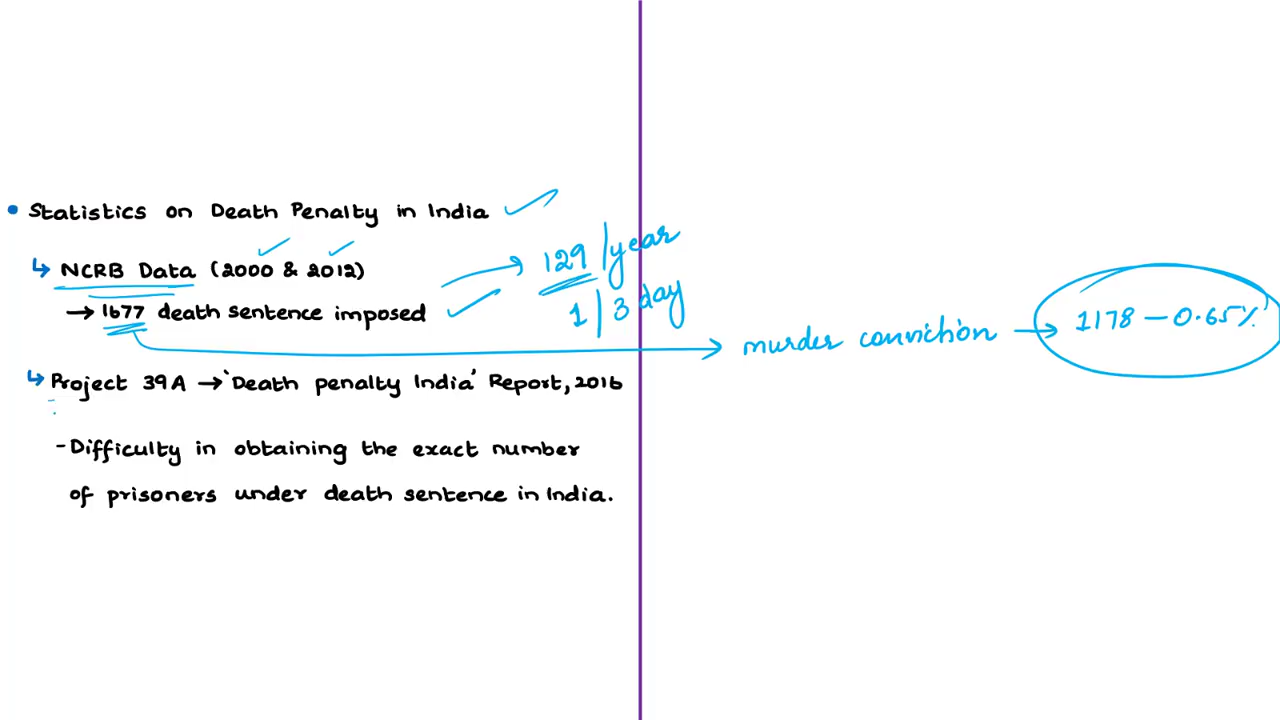 • Statistics on Death Penalty in India
↳ NCRB Data (2000 & 2012)
→ 1677 death sentence imposed
129/year
1/3 day
murder conviction → 1178 – 0.65%
↳ Project 39A → 'Death penalty India' Report, 2016
- Difficulty in obtaining the exact number
of prisoners under death sentence in India.